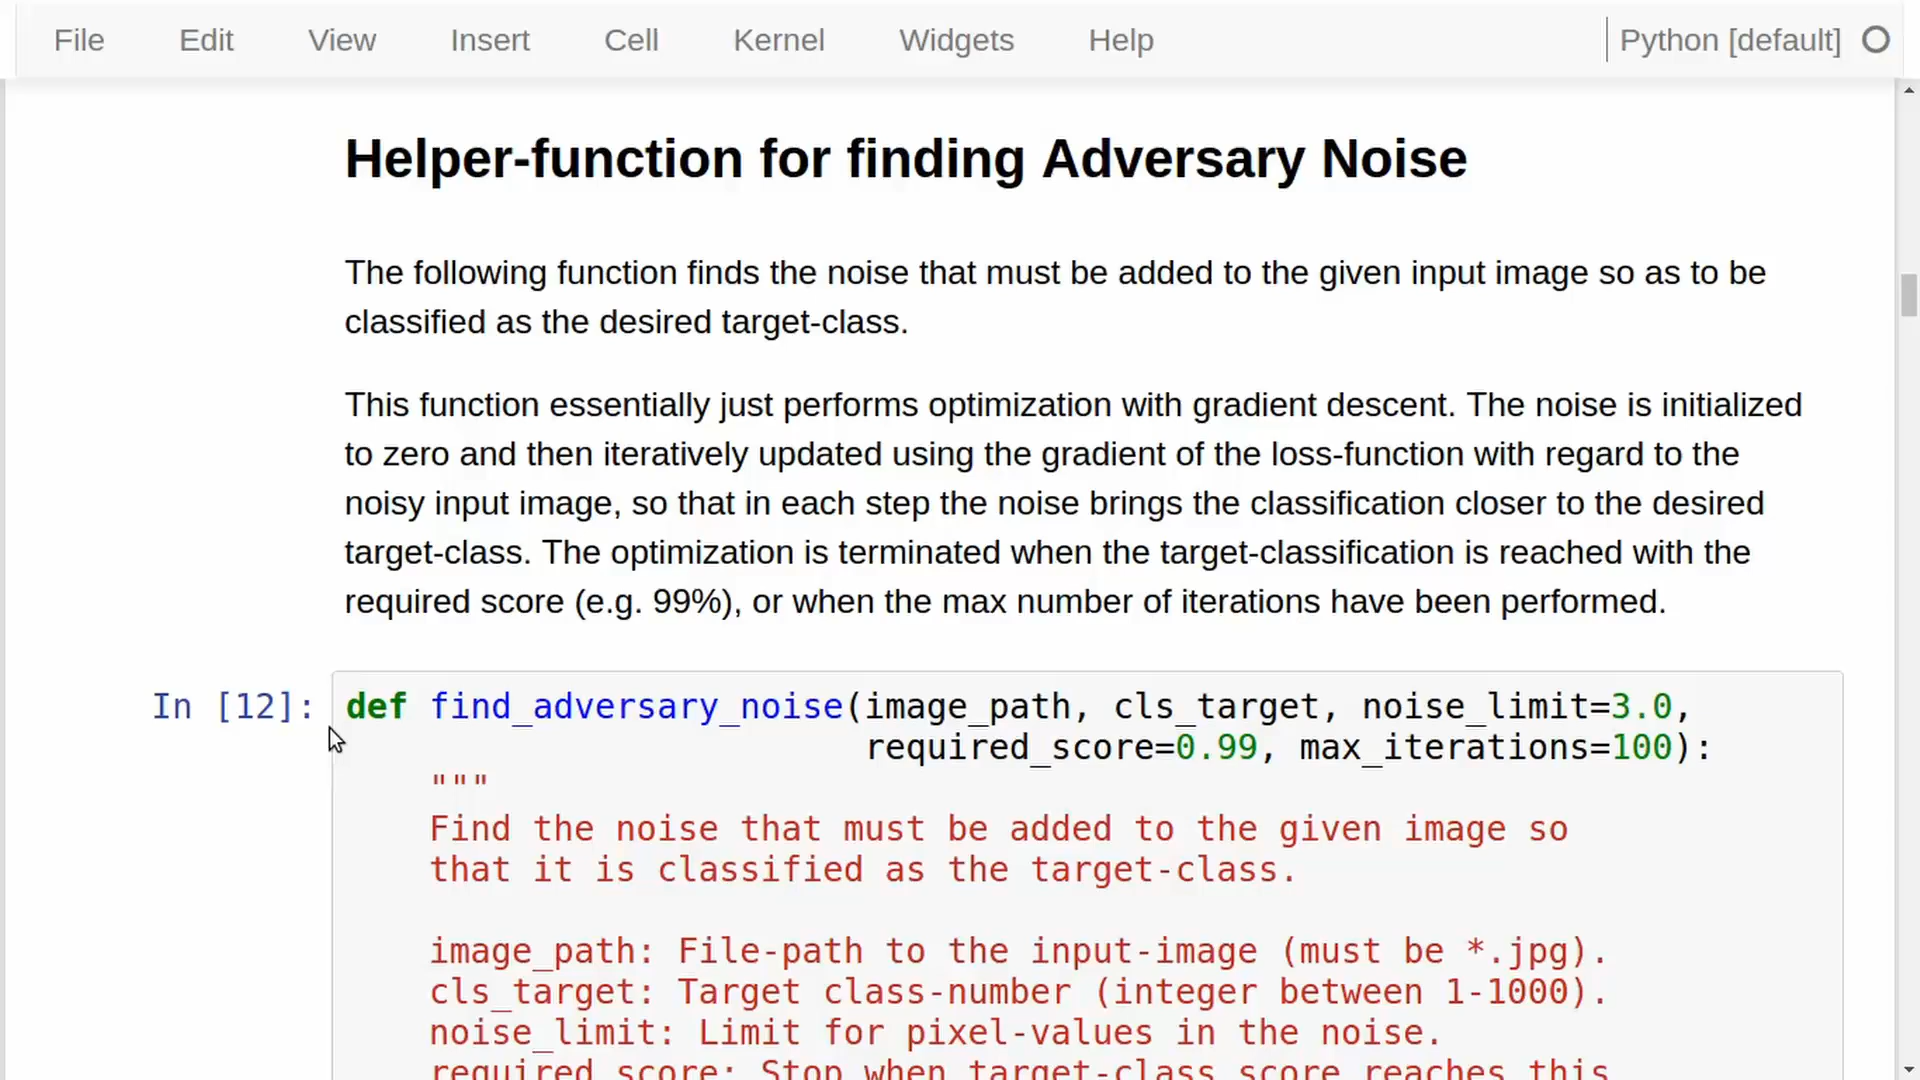 File Edit View Insert Cell Kernel Widgets Help Python [default]
Helper-function for finding Adversary Noise
The following function finds the noise that must be added to the given input image so as to be
classified as the desired target-class.
This function essentially just performs optimization with gradient descent. The noise is initialized
to zero and then iteratively updated using the gradient of the loss-function with regard to the
noisy input image, so that in each step the noise brings the classification closer to the desired
target-class. The optimization is terminated when the target-classification is reached with the
required score (e.g. 99%), or when the max number of iterations have been performed.
In [12]: def find_adversary_noise(image_path, cls_target, noise_limit=3.0,
required_score=0.99, max_iterations=100):
"""
Find the noise that must be added to the given image so
that it is classified as the target-class.
image_path: File-path to the input-image (must be *.jpg).
cls_target: Target class-number (integer between 1-1000).
noise_limit: Limit for pixel-values in the noise.
required_score: Stop when target-class score reaches this